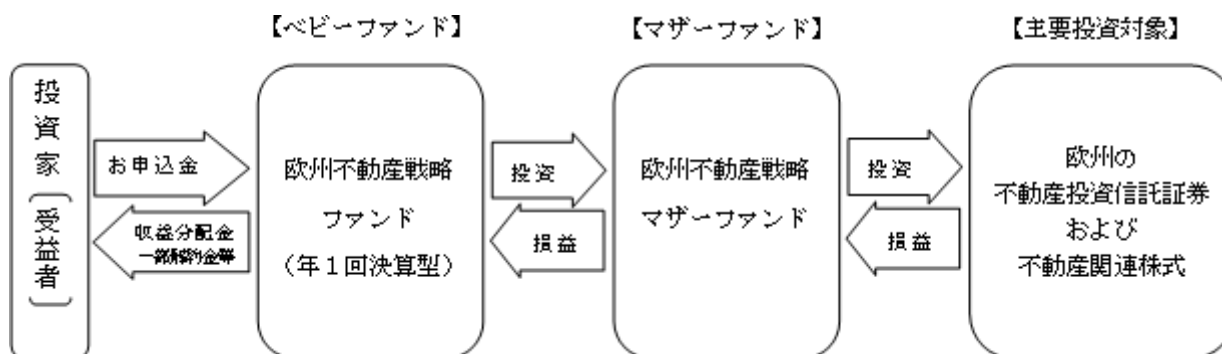 【ベビーファンド】
【マザーファンド】
【主要投資対象】
投資家（受益者）
お申込金
収益分配金
一部解約金等
欧州不動産戦略
ファンド
（年１回決算型）
投資
損益
欧州不動産戦略
マザーファンド
投資
損益
欧州の
不動産投資信託証券
および
不動産関連株式